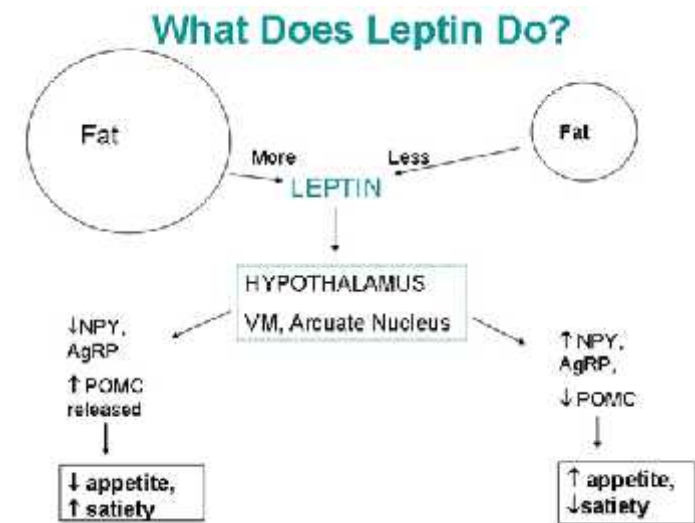 What Does Leptin Do?
Fat
Fat
More
Less
LEPTIN
HYPOTHALAMUS
VM, Arcuate Nucleus
↓NPY,
AgRP
↑ POMC
released
↑ NPY,
AgRP,
↓ POMC
↓ appetite,
↑ satiety
↑ appetite,
↓satiety